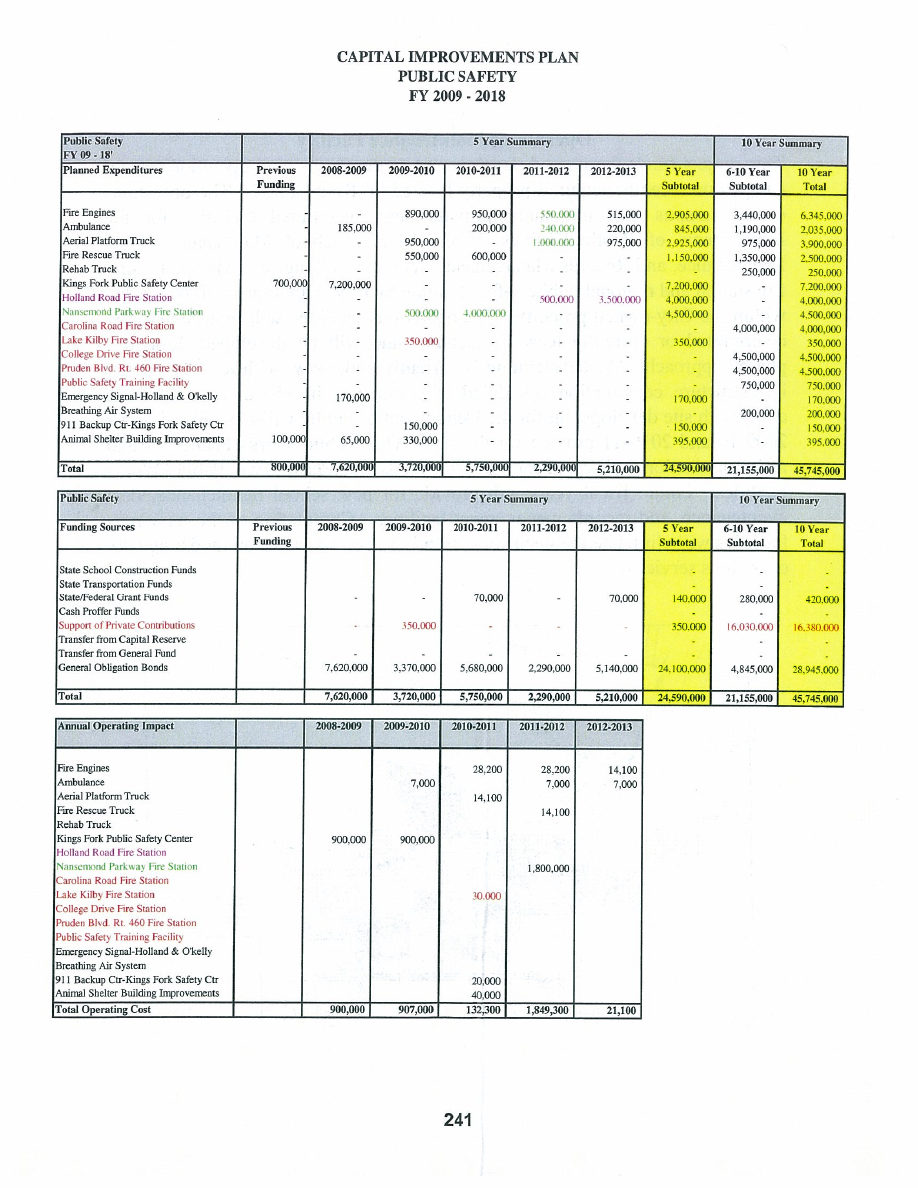 CAPITAL IMPROVEMENTS PLAN
PUBLIC SAFETY
FY 2009 - 2018
Public Safety 5 Year Summary 10 Year Summary
FY 09 - 18'
Planned Expenditures Previous 2008-2009 2009-2010 2010-2011 2011-2012 2012-2013 5 Year 6-10 Year 10 Year
Funding Subtotal Subtotal Total
Fire Engines - - 890,000 950,000 550,000 515,000 2,905,000 3,440,000 6,345,000
Ambulance - 185,000 - 200,000 240,000 220,000 845,000 1,190,000 2,035,000
Aerial Platform Truck - - 950,000 - 1,000,000 975,000 2,925,000 975,000 3,900,000
Fire Rescue Truck - - 550,000 600,000 - - 1,150,000 1,350,000 2,500,000
Rehab Truck - - - - - - - 250,000 250,000
Kings Fork Public Safety Center 700,000 7,200,000 - - - - 7,200,000 - 7,200,000
Holland Road Fire Station - - - - 500,000 3,500,000 4,000,000 - 4,000,000
Nansemond Parkway Fire Station - - 500,000 4,000,000 - - 4,500,000 - 4,500,000
Carolina Road Fire Station - - - - - - - 4,000,000 4,000,000
Lake Kilby Fire Station - - 350,000 - - - 350,000 - 350,000
College Drive Fire Station - - - - - - - 4,500,000 4,500,000
Pruden Blvd. Rt. 460 Fire Station - - - - - - - 4,500,000 4,500,000
Public Safety Training Facility - - - - - - - 750,000 750,000
Emergency Signal-Holland & O'kelly - 170,000 - - - - 170,000 - 170,000
Breathing Air System - - - - - - - 200,000 200,000
911 Backup Ctr-Kings Fork Safety Ctr - - 150,000 - - - 150,000 - 150,000
Animal Shelter Building Improvements 100,000 65,000 330,000 - - - 395,000 - 395,000
Total 800,000 7,620,000 3,720,000 5,750,000 2,290,000 5,210,000 24,590,000 21,155,000 45,745,000
Public Safety 5 Year Summary 10 Year Summary
Funding Sources Previous 2008-2009 2009-2010 2010-2011 2011-2012 2012-2013 5 Year 6-10 Year 10 Year
Funding Subtotal Subtotal Total
State School Construction Funds - - -
State Transportation Funds - - -
State/Federal Grant Funds - - 70,000 - 70,000 140,000 280,000 420,000
Cash Proffer Funds - - -
Support of Private Contributions - 350,000 - - - 350,000 16,030,000 16,380,000
Transfer from Capital Reserve - - -
Transfer from General Fund - - - - - - - -
General Obligation Bonds 7,620,000 3,370,000 5,680,000 2,290,000 5,140,000 24,100,000 4,845,000 28,945,000
Total 7,620,000 3,720,000 5,750,000 2,290,000 5,210,000 24,590,000 21,155,000 45,745,000
Annual Operating Impact 2008-2009 2009-2010 2010-2011 2011-2012 2012-2013
Fire Engines 28,200 28,200 14,100
Ambulance 7,000 7,000 7,000
Aerial Platform Truck 14,100
Fire Rescue Truck 14,100
Rehab Truck
Kings Fork Public Safety Center 900,000 900,000
Holland Road Fire Station
Nansemond Parkway Fire Station 1,800,000
Carolina Road Fire Station
Lake Kilby Fire Station 30,000
College Drive Fire Station
Pruden Blvd. Rt. 460 Fire Station
Public Safety Training Facility
Emergency Signal-Holland & O'kelly
Breathing Air System
911 Backup Ctr-Kings Fork Safety Ctr 20,000
Animal Shelter Building Improvements 40,000
Total Operating Cost 900,000 907,000 132,300 1,849,300 21,100
241